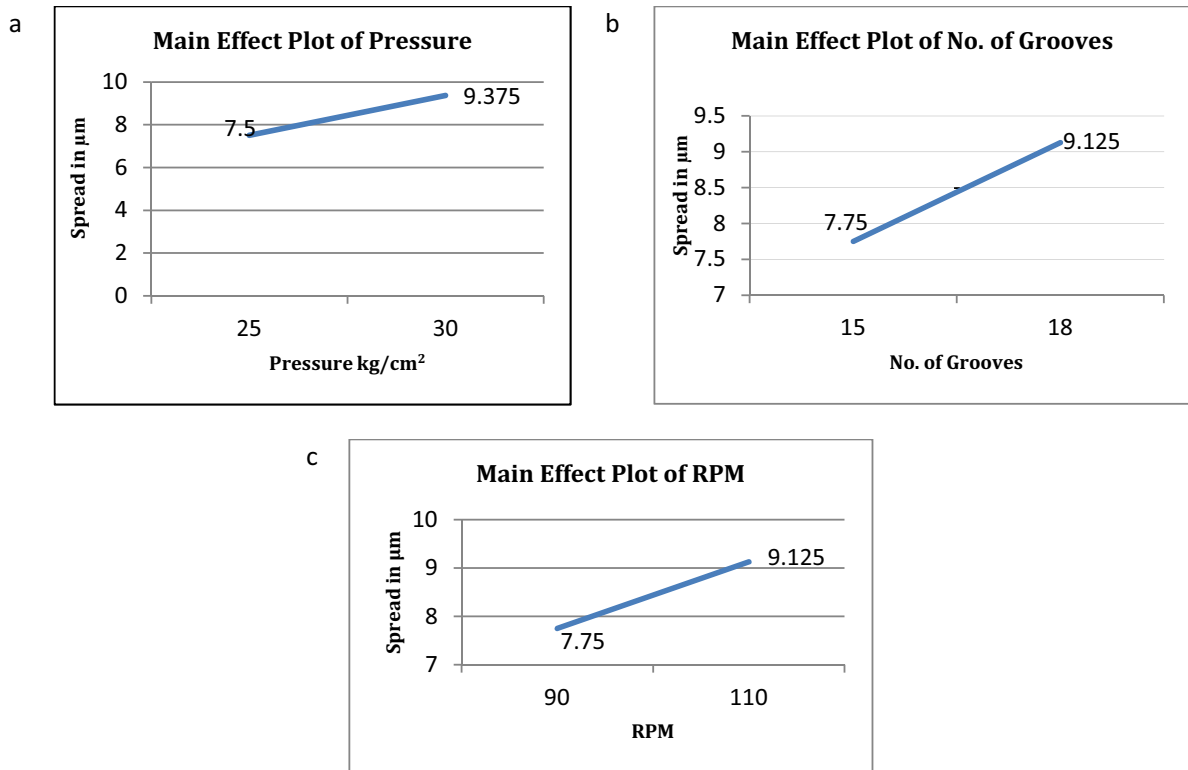 a
Main Effect Plot of Pressure
Spread in µm
10
8
6
4
2
0
7.5
9.375
25 30
Pressure kg/cm²
b
Main Effect Plot of No. of Grooves
Spread in µm
9.5
9
8.5
8
7.5
7
7.75
9.125
15 18
No. of Grooves
c
Main Effect Plot of RPM
Spread in µm
10
9
8
7
7.75
9.125
90 110
RPM